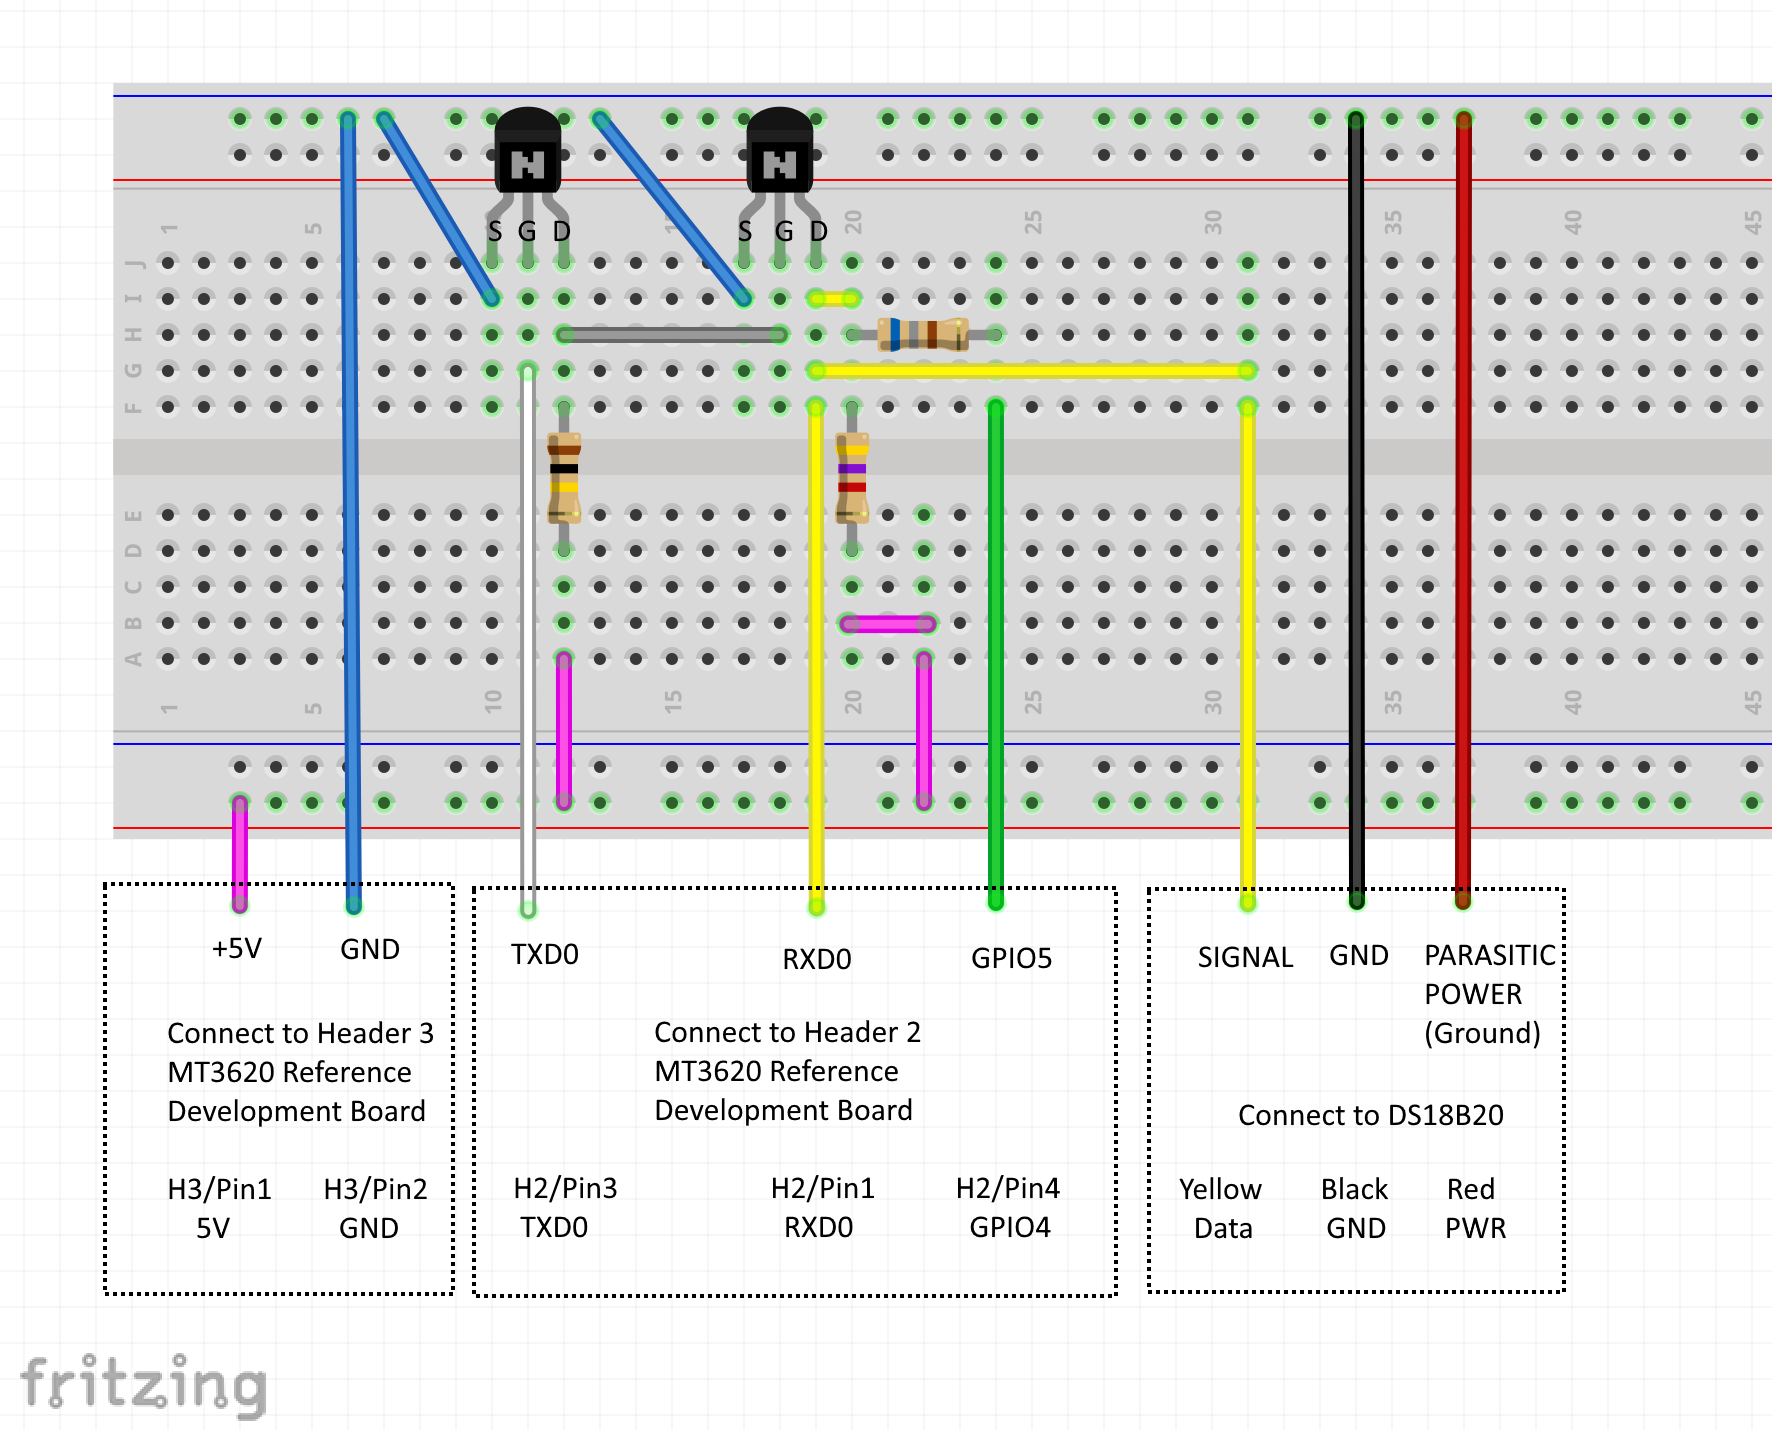 N N
S G D S G D
1 5 10 15 20 25 30 35 40 45
J
I
H
G
F
E
D
C
B
A
1 5 10 15 20 25 30 35 40 45
+5V GND
TXD0 RXD0 GPIO5
SIGNAL GND PARASITIC
POWER
(Ground)
Connect to Header 3
MT3620 Reference
Development Board
Connect to Header 2
MT3620 Reference
Development Board
Connect to DS18B20
H3/Pin1 H3/Pin2
5V GND
H2/Pin3 H2/Pin1 H2/Pin4
TXD0 RXD0 GPIO4
Yellow Black Red
Data GND PWR
fritzing